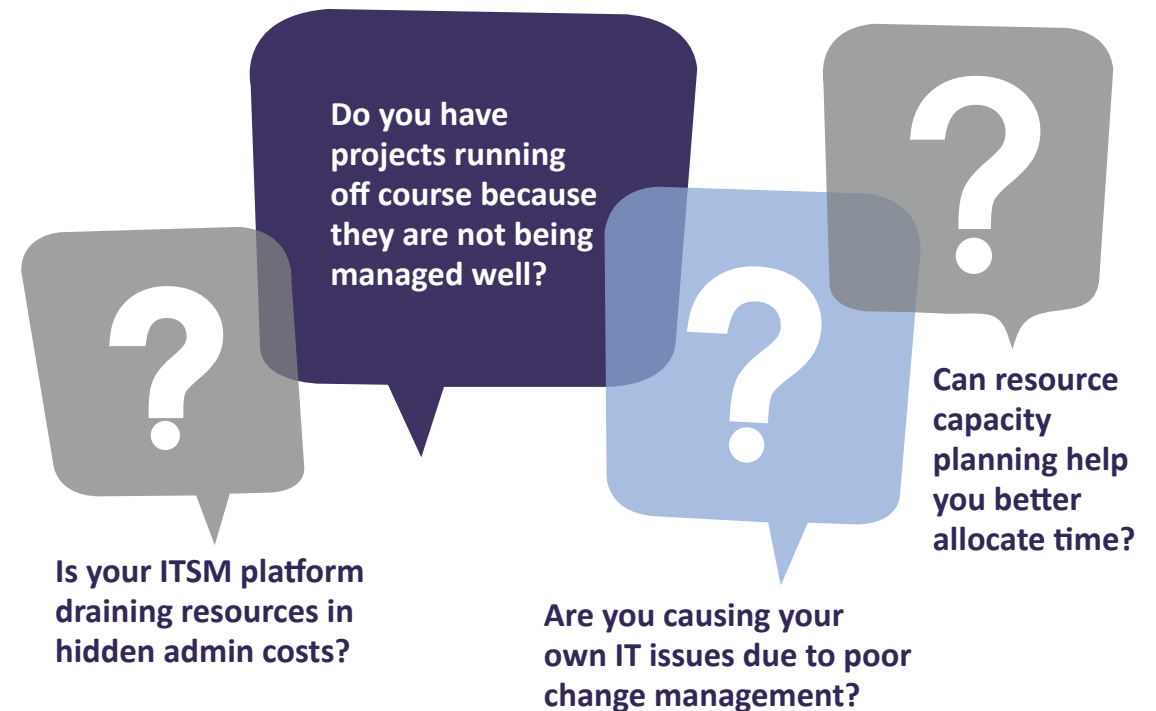 Do you have
projects running
off course because
they are not being
managed well?
?
?
?
Can resource
capacity
planning help
you better
allocate time?
Is your ITSM platform
draining resources in
hidden admin costs?
Are you causing your
own IT issues due to poor
change management?